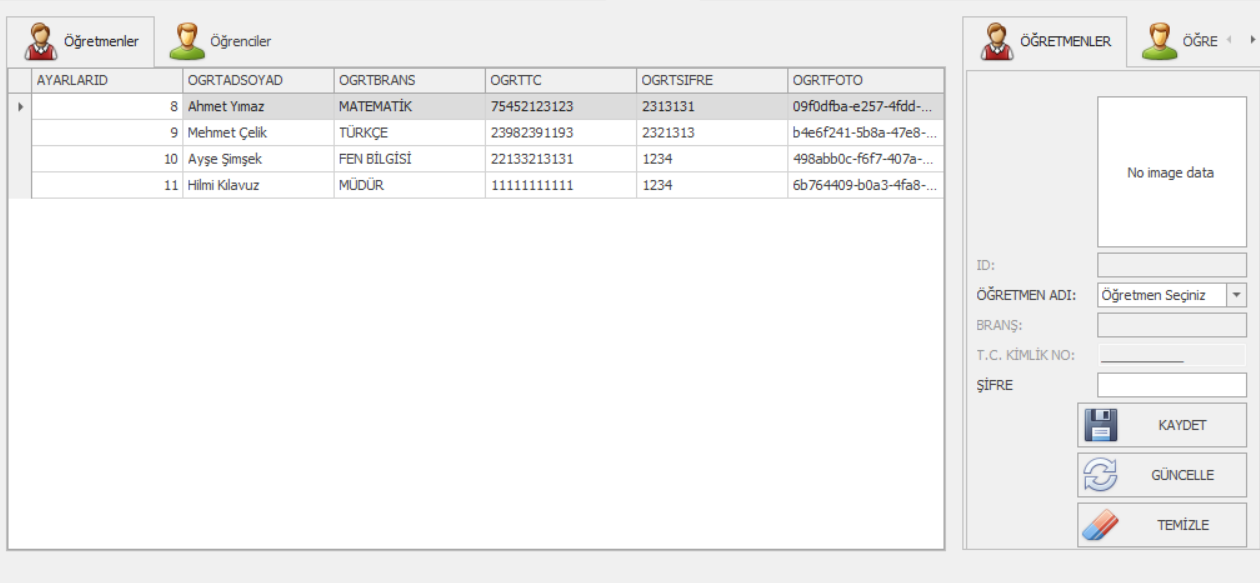 Öğretmenler Öğrenciler
AYARLARID OGRTADSOYAD OGRTBRANS OGRTTC OGRTSIFRE OGRTFOTO
8 Ahmet Yımaz MATEMATİK 75452123123 2313131 09f0dfba-e257-4fdd-...
9 Mehmet Çelik TÜRKÇE 23982391193 2321313 b4e6f241-5b8a-47e8-...
10 Ayşe Şimşek FEN BİLGİSİ 22133213131 1234 498abb0c-f6f7-407a-...
11 Hilmi Kılavuz MÜDÜR 11111111111 1234 6b764409-b0a3-4fa8-...
ÖĞRETMENLER ÖĞRE
No image data
ID:
ÖĞRETMEN ADI: Öğretmen Seçiniz
BRANŞ:
T.C. KİMLİK NO: ___________
ŞİFRE
KAYDET
GÜNCELLE
TEMİZLE